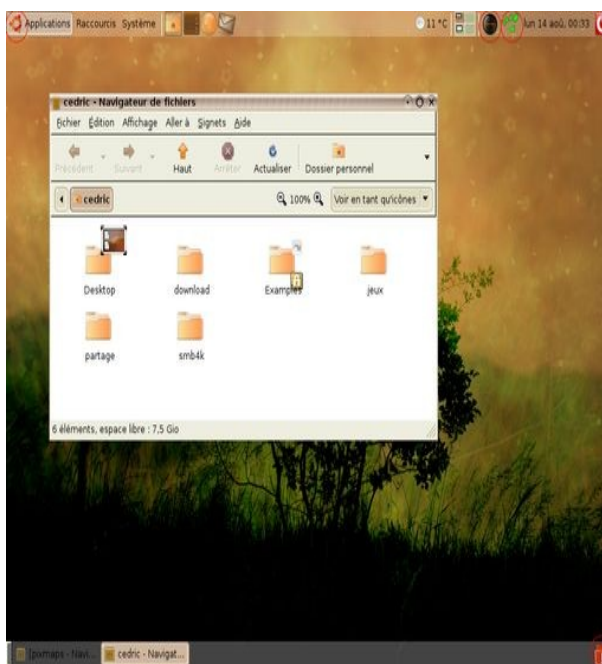 Applications Raccourcis Système 11 °C lun 14 aoû, 00:33
cedric - Navigateur de fichiers
Fichier Édition Affichage Aller à Signets Aide
Précédent Suivant Haut Arrêter Actualiser Dossier personnel
cedric 100% Voir en tant qu'icônes
Desktop download Examples jeux
partage smb4k
6 éléments, espace libre : 7,5 Gio
[pixmaps - Navi... cedric - Navigat...